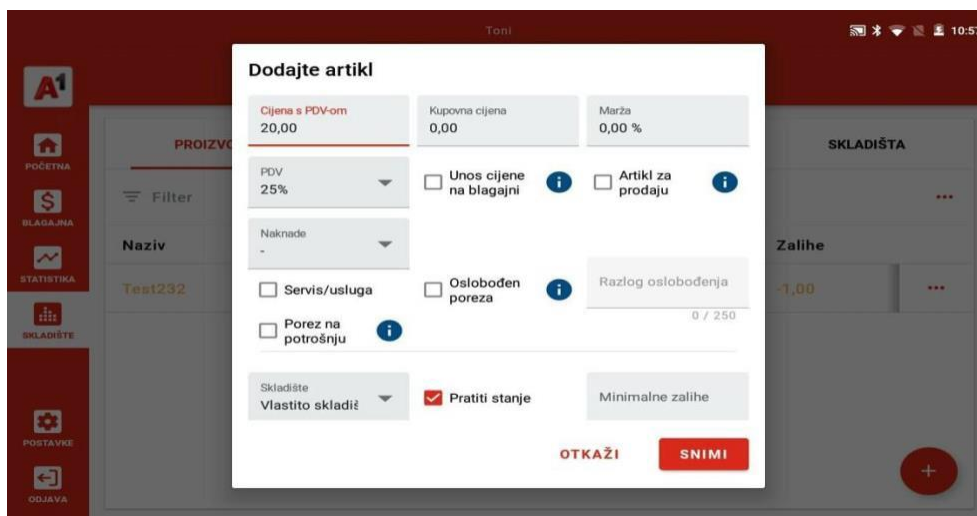 Toni
10:57
A1
Dodajte artikl
Cijena s PDV-om
20,00
Kupovna cijena
0,00
Marža
0,00 %
PROIZVO
SKLADIŠTA
POČETNA
PDV
25%
Unos cijene
na blagajni
Artikl za
prodaju
Filter
BLAGAJNA
Naknade
-
Naziv
Zalihe
STATISTIKA
Test232
Servis/usluga
Oslobođen
poreza
Razlog oslobođenja
-1,00
0 / 250
Porez na
potrošnju
SKLADIŠTE
Skladište
Vlastito skladiš
Pratiti stanje
Minimalne zalihe
POSTAVKE
OTKAŽI
SNIMI
ODJAVA